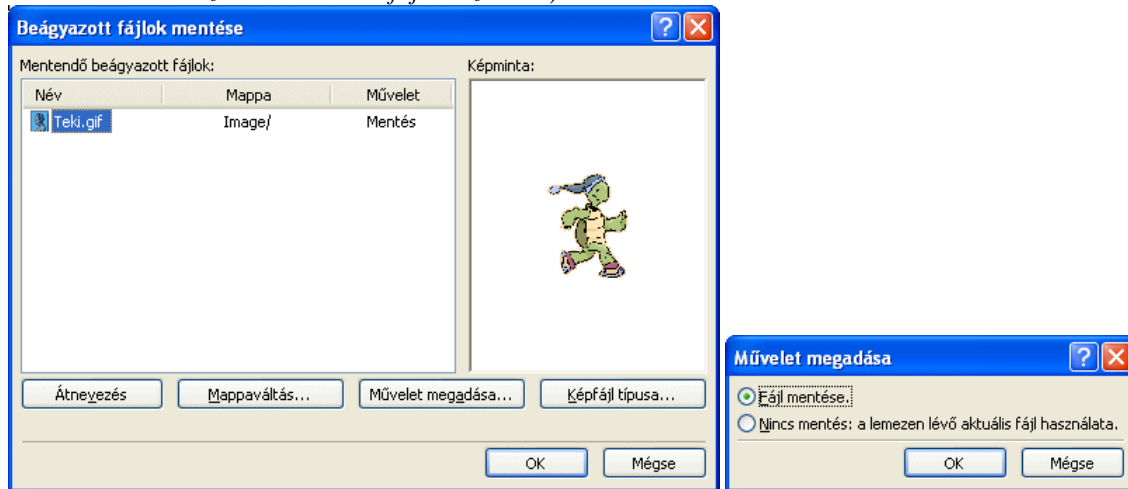 Beágyazott fájlok mentése
Mentendő beágyazott fájlok:
Képminta:
Név Mappa Művelet
Teki.gif Image/ Mentés
Átnevezés Mappaváltás... Művelet megadása... Képfájl típusa...
OK Mégse
Művelet megadása
Fájl mentése.
Nincs mentés: a lemezen lévő aktuális fájl használata.
OK Mégse